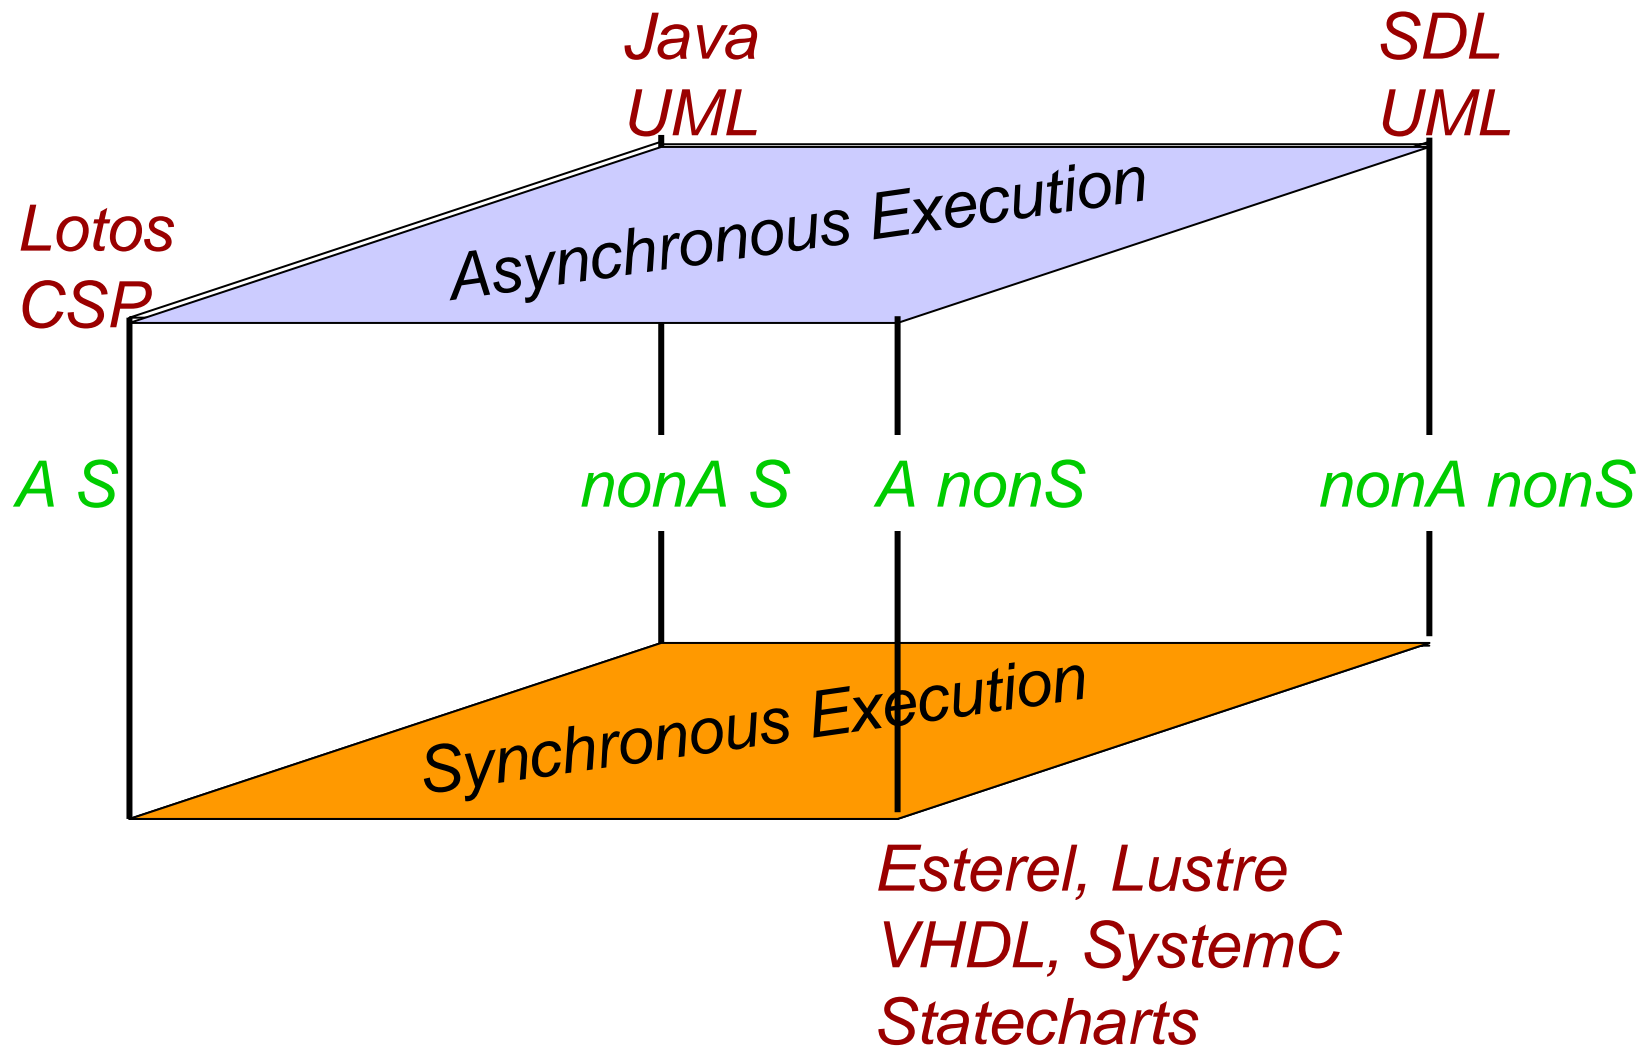 Java
UML
SDL
UML
Lotos
CSP
Asynchronous Execution
A S
nonA S
A nonS
nonA nonS
Synchronous Execution
Esterel, Lustre
VHDL, SystemC
Statecharts